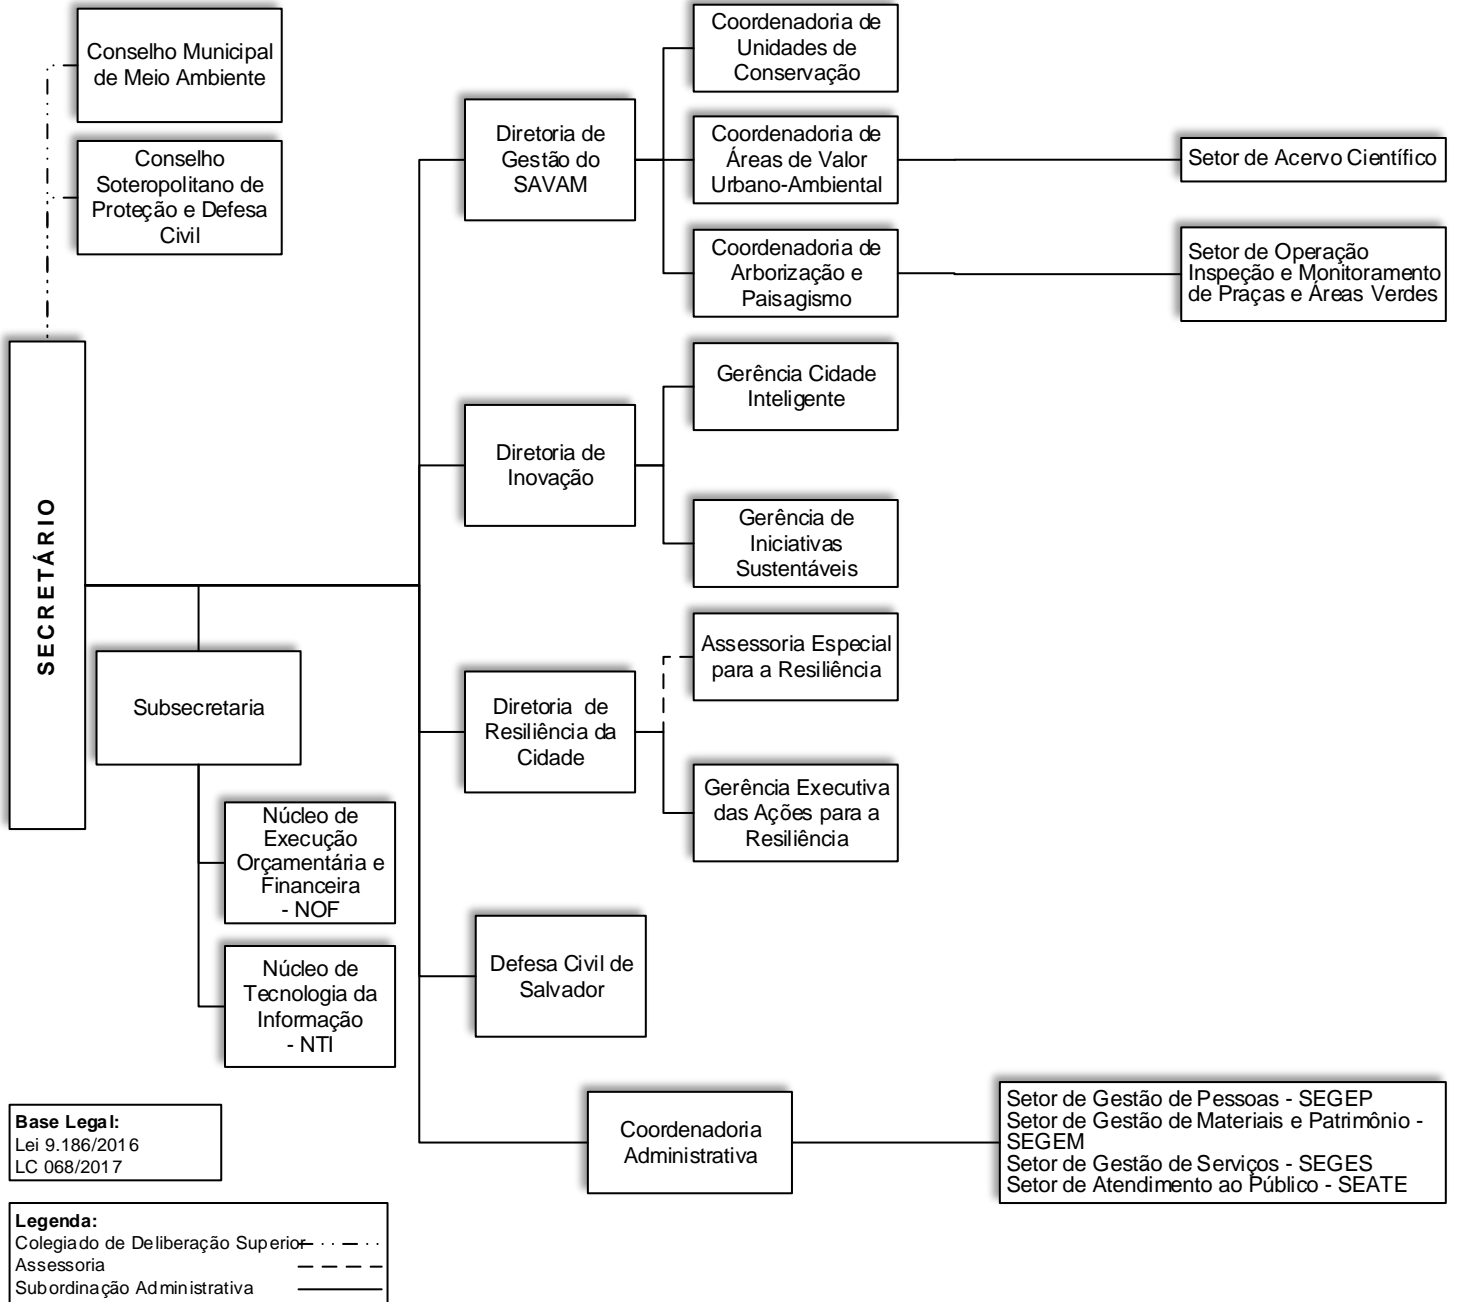 Conselho Municipal
de Meio Ambiente
Conselho
Soteropolitano de
Proteção e Defesa
Civil
SECRETÁRIO
Subsecretaria
Núcleo de
Execução
Orçamentária e
Financeira
- NOF
Núcleo de
Tecnologia da
Informação
- NTI
Diretoria de
Gestão do
SAVAM
Coordenadoria de
Unidades de
Conservação
Coordenadoria de
Áreas de Valor
Urbano-Ambiental
Setor de Acervo Científico
Coordenadoria de
Arborização e
Paisagismo
Setor de Operação
Inspeção e Monitoramento
de Praças e Áreas Verdes
Diretoria de
Inovação
Gerência Cidade
Inteligente
Gerência de
Iniciativas
Sustentáveis
Diretoria de
Resiliência da
Cidade
Assessoria Especial
para a Resiliência
Gerência Executiva
das Ações para a
Resiliência
Defesa Civil de
Salvador
Coordenadoria
Administrativa
Setor de Gestão de Pessoas - SEGEP
Setor de Gestão de Materiais e Patrimônio -
SEGEM
Setor de Gestão de Serviços - SEGES
Setor de Atendimento ao Público - SEATE
Base Legal:
Lei 9.186/2016
LC 068/2017
Legenda:
Colegiado de Deliberação Superior
Assessoria
Subordinação Administrativa